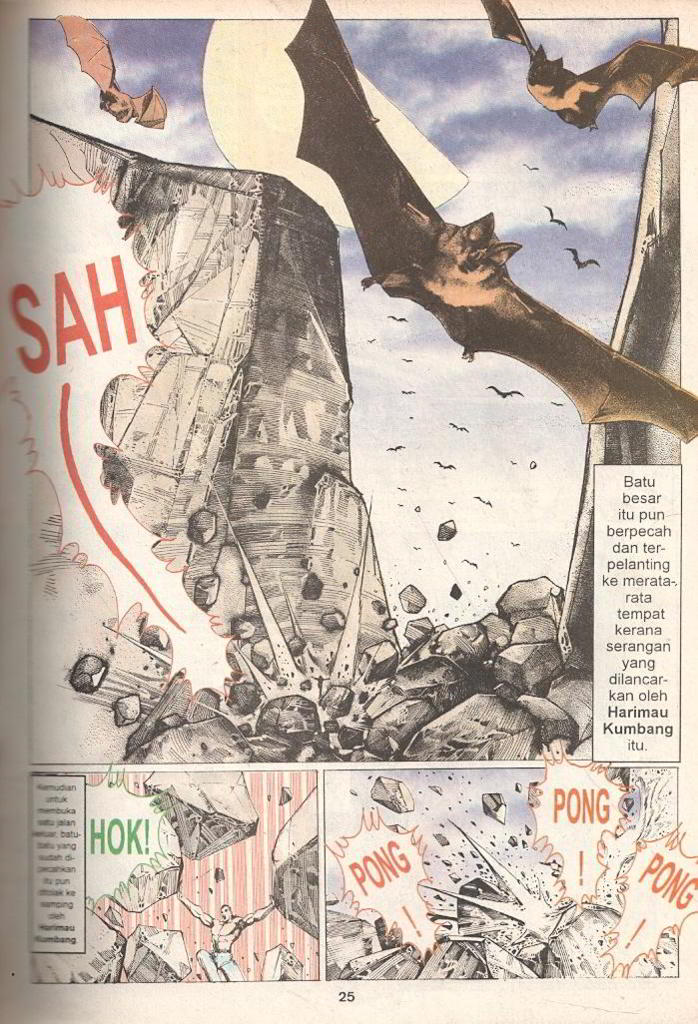 SAH
Batu
besar
itu pun
berpecah
dan ter-
pelanting
ke merata-
rata
tempat
kerana
serangan
yang
dilancar-
kan oleh
Harimau
Kumbang
itu.
Kemudian
untuk
membuka
satu jalan
keluar, batu-
batu yang
sudah di-
pecahkan
itu pun
ditolak ke
samping
oleh
Harimau
Kumbang
HOK!
PONG
!
PONG
!
PONG
!
25